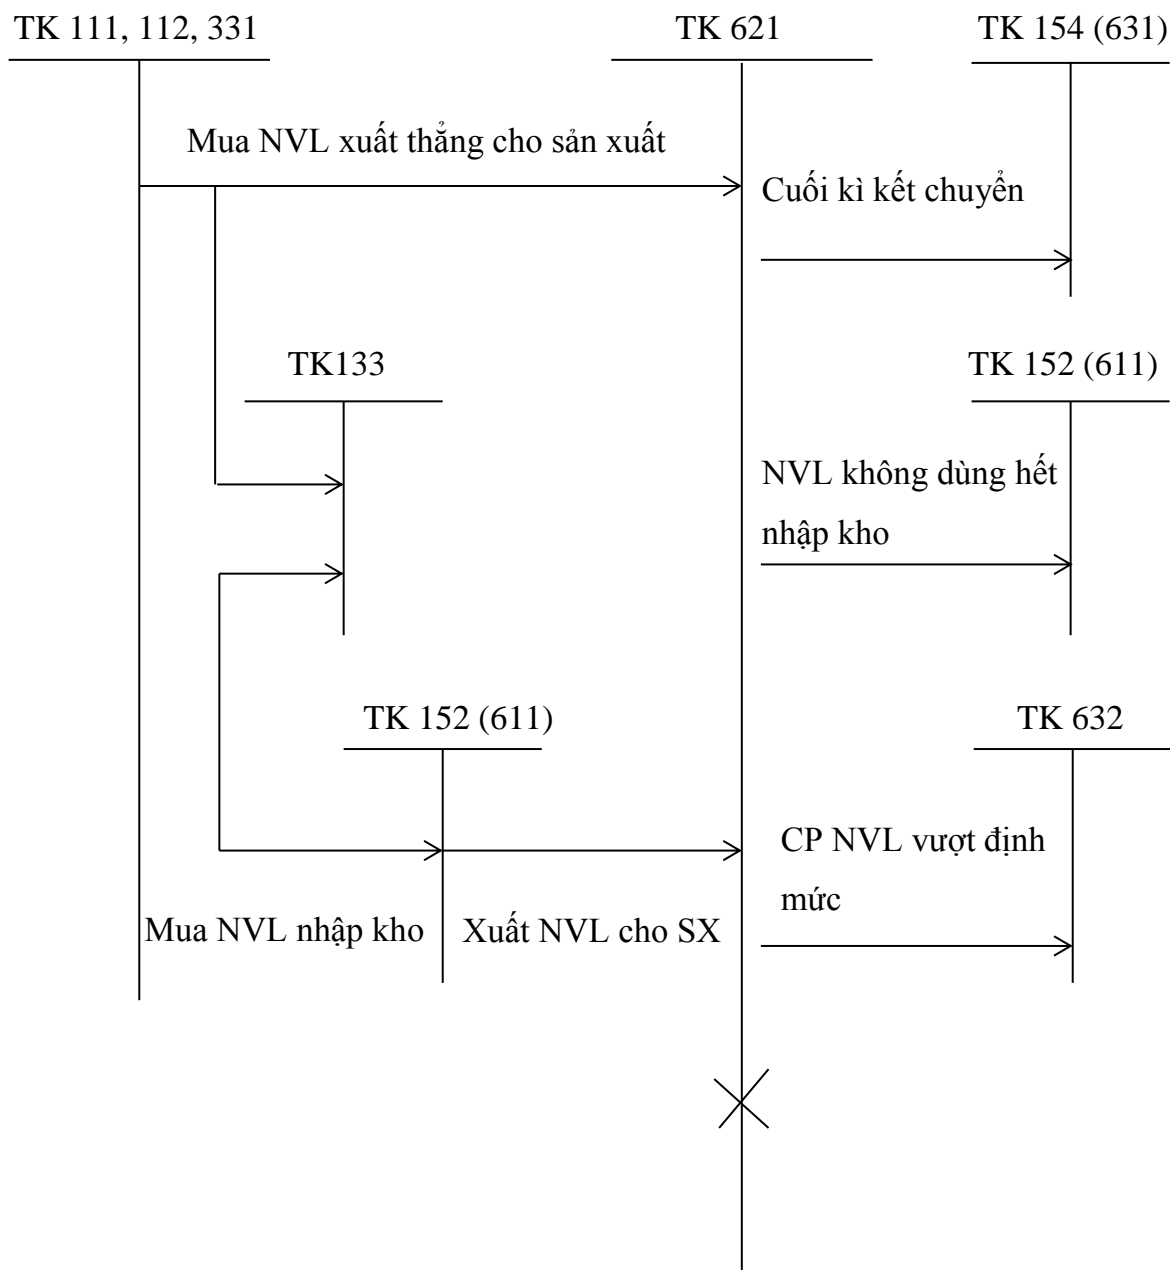 TK 111, 112, 331
TK 621
TK 154 (631)
Mua NVL xuất thẳng cho sản xuất
Cuối kì kết chuyển
TK133
TK 152 (611)
NVL không dùng hết
nhập kho
TK 152 (611)
TK 632
CP NVL vượt định
mức
Mua NVL nhập kho
Xuất NVL cho SX